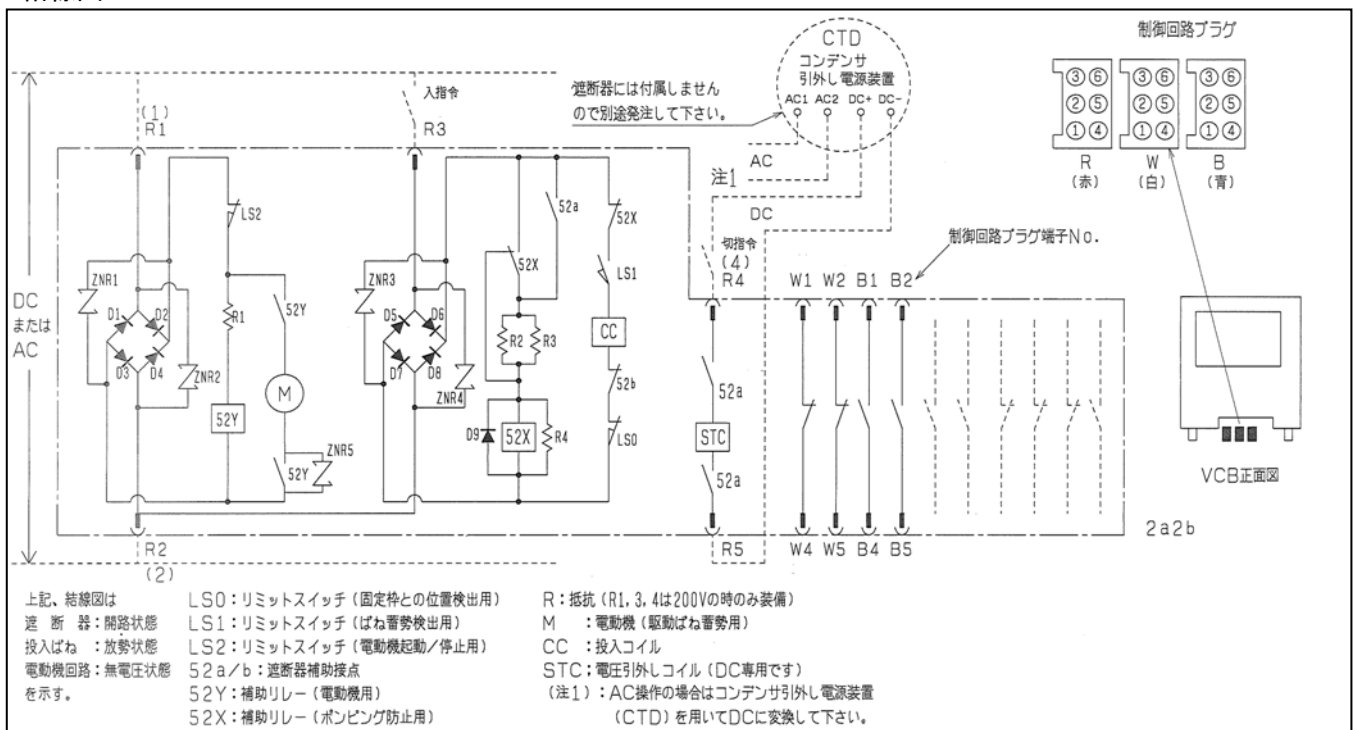 制御回路プラグ
CTD
コンデンサ
引外し電源装置
AC1 AC2 DC+ DC-
遮断器には付属しません
ので別途発注して下さい。
③⑥ ③⑥ ③⑥
②⑤ ②⑤ ②⑤
①④ ①④ ①④
R W B
(赤) (白) (青)
入指令
(1)
R1
R3
AC
注1
DC
切指令
(4)
R4
制御回路プラグ端子No.
W1 W2 B1 B2
DC
または
AC
LS2
52a
52X
ZNR1
ZNR3
52X
LS1
D1 D2
R1
52Y
D5 D6
R2 R3
CC
D3 D4
ZNR2
M
D7 D8
ZNR4
52b
52a
52Y
D9
52X
R4
LS0
STC
52Y
ZNR5
52a
VCB正面図
R2
(2)
R5
W4 W5 B4 B5
2a2b
上記、結線図は
遮 断 器:開路状態
投入ばね :放勢状態
電動機回路:無電圧状態
を示す。
LS0:リミットスイッチ(固定枠との位置検出用)
LS1:リミットスイッチ(ばね蓄勢検出用)
LS2:リミットスイッチ(電動機起動/停止用)
52a/b:遮断器補助接点
52Y:補助リレー(電動機用)
52X:補助リレー(ポンピング防止用)
R:抵抗(R1,3,4は200Vの時のみ装備)
M :電動機(駆動ばね蓄勢用)
CC :投入コイル
STC;電圧引外しコイル(DC専用です)
(注1):AC操作の場合はコンデンサ引外し電源装置
(CTD)を用いてDCに変換して下さい。